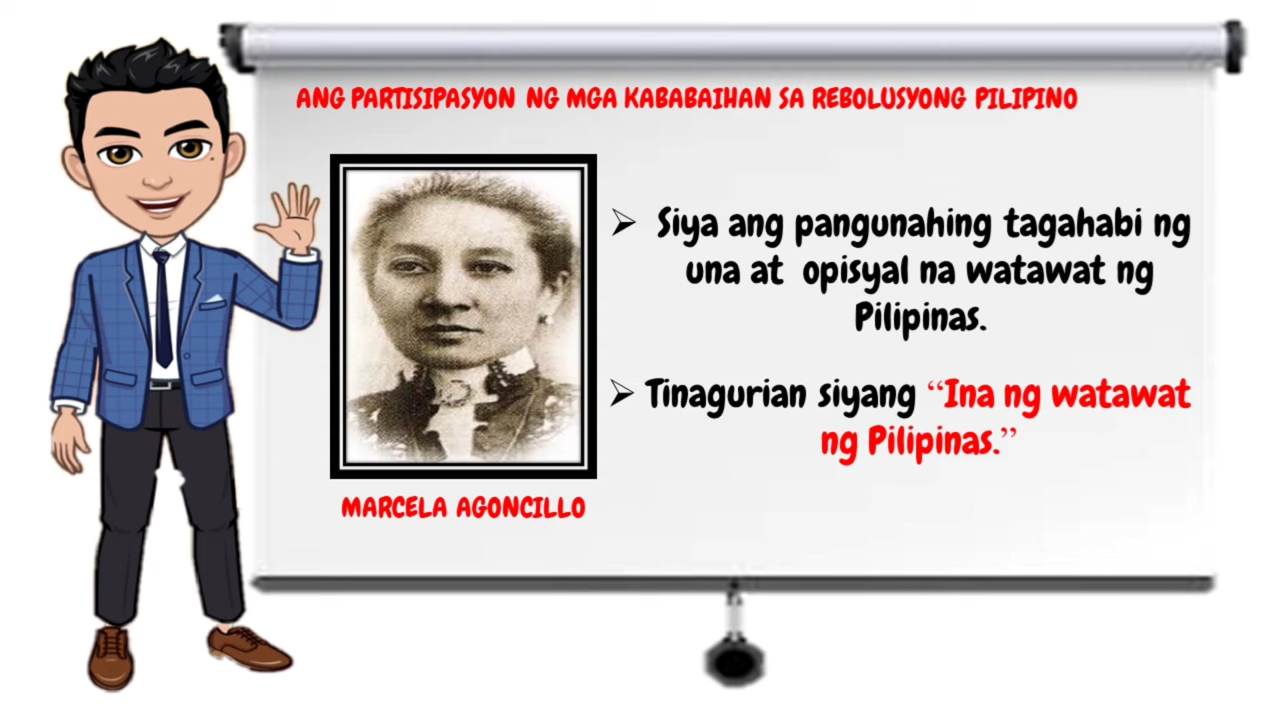 ANG PARTISIPASYON NG MGA KABABAIHAN SA REBOLUSYONG PILIPINO
➢ Siya ang pangunahing tagahabi ng
una at opisyal na watawat ng
Pilipinas.
➢ Tinagurian siyang “Ina ng watawat
ng Pilipinas.”
MARCELA AGONCILLO